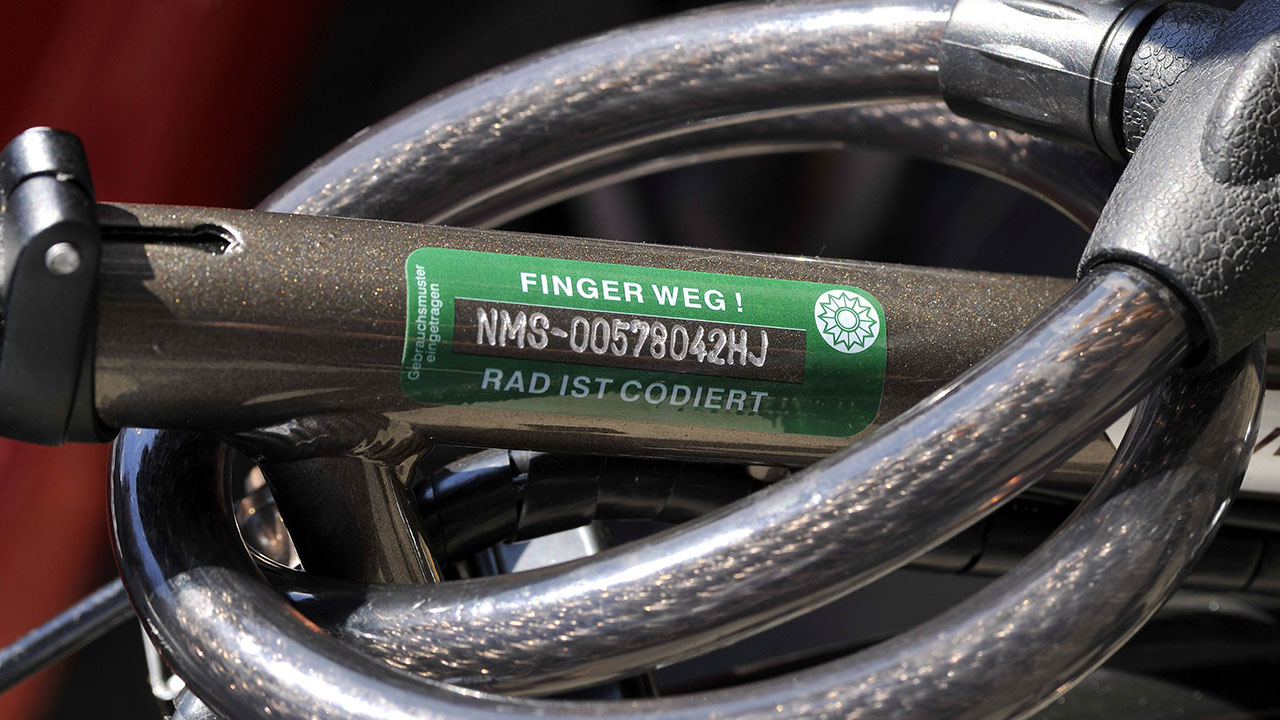 Gebrauchsmuster
eingetragen
FINGER WEG !
NMS-00578042HJ
RAD IST CODIERT